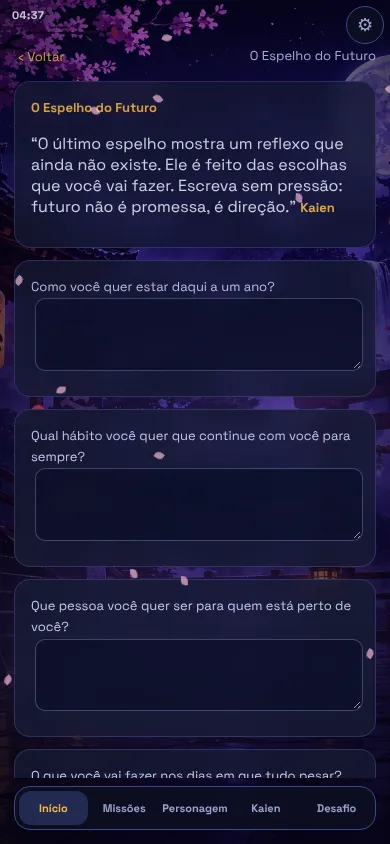 04:37
‹ Voltar
O Espelho do Futuro
O Espelho do Futuro
“O último espelho mostra um reflexo que
ainda não existe. Ele é feito das escolhas
que você vai fazer. Escreva sem pressão:
futuro não é promessa, é direção.” Kaien
Como você quer estar daqui a um ano?
Qual hábito você quer que continue com você para
sempre?
Que pessoa você quer ser para quem está perto de
você?
O que você vai fazer nos dias em que tudo pesar?
Início
Missões
Personagem
Kaien
Desafio